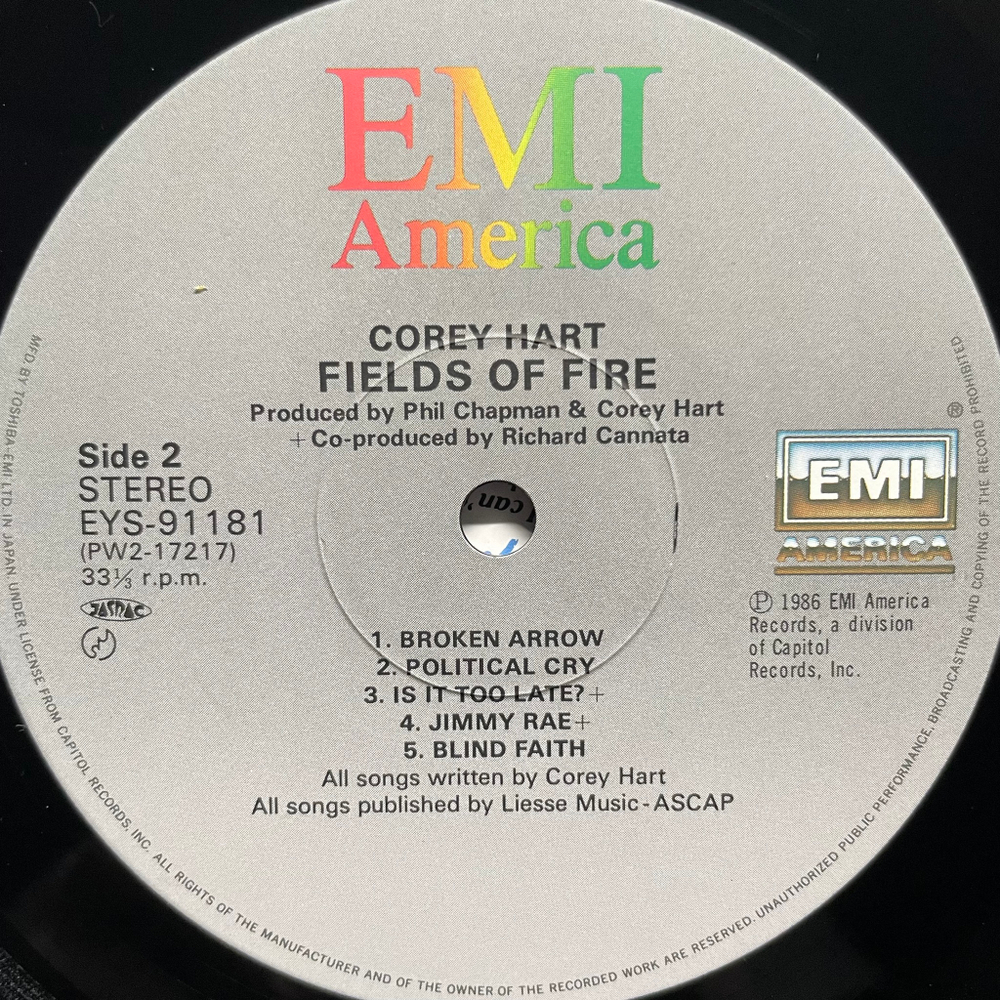 EMI
America
COREY HART
FIELDS OF FIRE
Produced by Phil Chapman & Corey Hart
+Co-produced by Richard Cannata
Side 2
STEREO
EYS-91181
(PW2-17217)
33⅓ r.p.m.
JASRAC
EMI
AMERICA
Ⓟ 1986 EMI America
Records, a division
of Capitol
Records, Inc.
can'
1. BROKEN ARROW
2. POLITICAL CRY
3. IS IT TOO LATE?+
4. JIMMY RAE+
5. BLIND FAITH
All songs written by Corey Hart
All songs published by Liesse Music-ASCAP
MFD. BY TOSHIBA-EMI LTD. IN JAPAN. UNDER LICENSE FROM CAPITOL RECORDS, INC. ALL RIGHTS OF THE MANUFACTURER AND OF THE OWNER OF THE RECORDED WORK ARE RESERVED. UNAUTHORIZED PUBLIC PERFORMANCE, BROADCASTING AND COPYING OF THE RECORD PROHIBITED ®